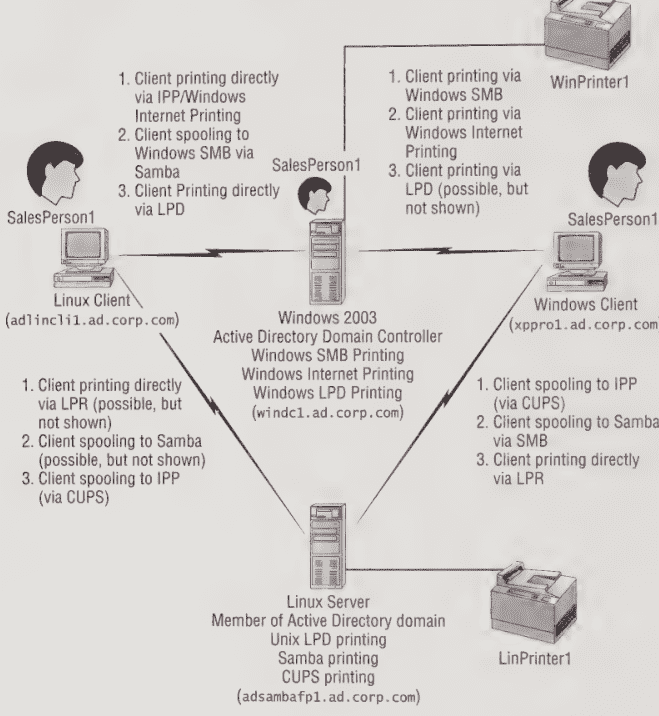 1. Client printing directly
via IPP/Windows
Internet Printing
2. Client spooling to
Windows SMB via
Samba
3. Client Printing directly
via LPD
1. Client printing via
Windows SMB
2. Client printing via
Windows Internet
Printing
3. Client printing via
LPD (possible, but
not shown)
WinPrinter1
SalesPerson1
SalesPerson1
SalesPerson1
Linux Client
(adlincli1.ad.corp.com)
Windows 2003
Active Directory Domain Controller
Windows SMB Printing
Windows Internet Printing
Windows LPD Printing
(windc1.ad.corp.com)
Windows Client
(xppro1.ad.corp.com)
1. Client printing directly
via LPR (possible, but
not shown)
2. Client spooling to Samba
(possible, but not shown)
3. Client spooling to IPP
(via CUPS)
1. Client spooling to IPP
(via CUPS)
2. Client spooling to Samba
via SMB
3. Client printing directly
via LPR
Linux Server
Member of Active Directory domain
Unix LPD printing
Samba printing
CUPS printing
(adsambafp1.ad.corp.com)
LinPrinter1